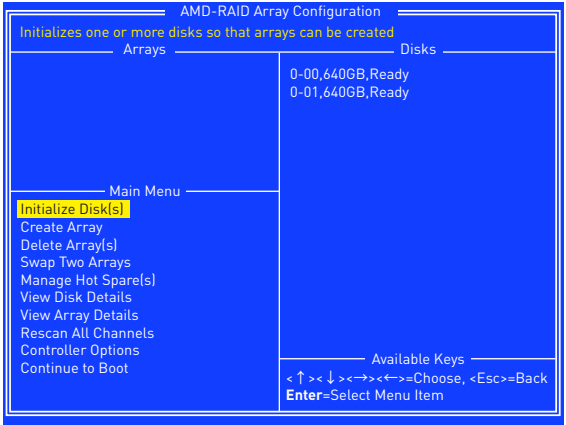 AMD-RAID Array Configuration
Initializes one or more disks so that arrays can be created
Arrays
Disks
0-00,640GB,Ready
0-01,640GB,Ready
Main Menu
Initialize Disk(s)
Create Array
Delete Array(s)
Swap Two Arrays
Manage Hot Spare(s)
View Disk Details
View Array Details
Rescan All Channels
Controller Options
Continue to Boot
Available Keys
<↑><↓><→><←>=Choose, <Esc>=Back
Enter=Select Menu Item